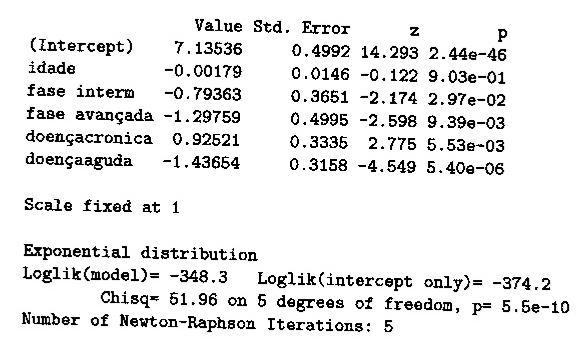 Value Std. Error z p
(Intercept) 7.13536 0.4992 14.293 2.44e-46
idade -0.00179 0.0146 -0.122 9.03e-01
fase interm -0.79363 0.3651 -2.174 2.97e-02
fase avançada -1.29759 0.4995 -2.598 9.39e-03
doençacronica 0.92521 0.3335 2.775 5.53e-03
doençaaguda -1.43654 0.3158 -4.549 5.40e-06
Scale fixed at 1
Exponential distribution
Loglik(model)= -348.3 Loglik(intercept only)= -374.2
Chisq= 51.96 on 5 degrees of freedom, p= 5.5e-10
Number of Newton-Raphson Iterations: 5